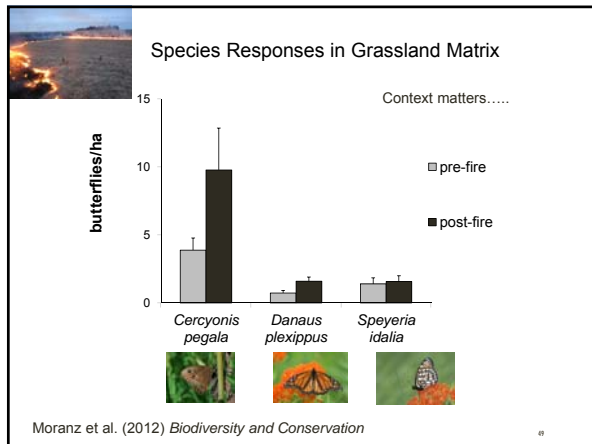 Species Responses in Grassland Matrix
Context matters…..
butterflies/ha
15
10
5
0
pre-fire
post-fire
Cercyonis pegala
Danaus plexippus
Speyeria idalia
Moranz et al. (2012) Biodiversity and Conservation
49